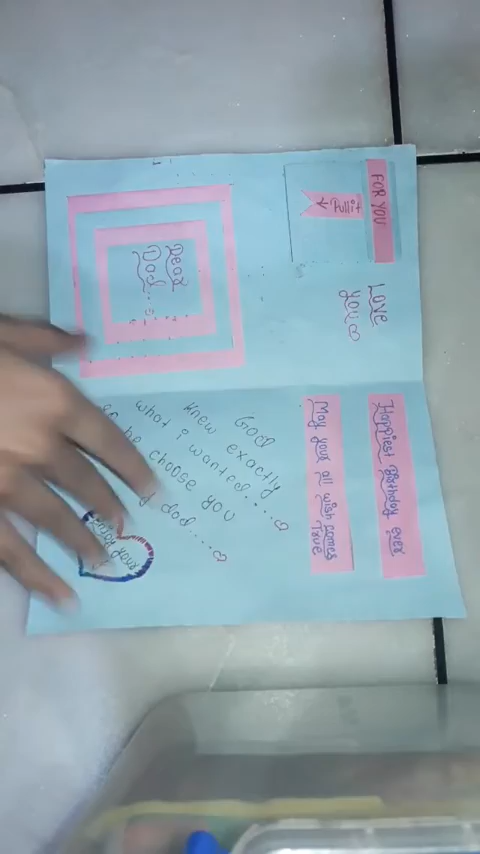 FOR YOU
Pull it
LOVE
YOU
Dear
Dad...
Happiest Birthday ever
May your all wish comes
True
God
knew exactly
what i wanted.....
he choose you
dad....